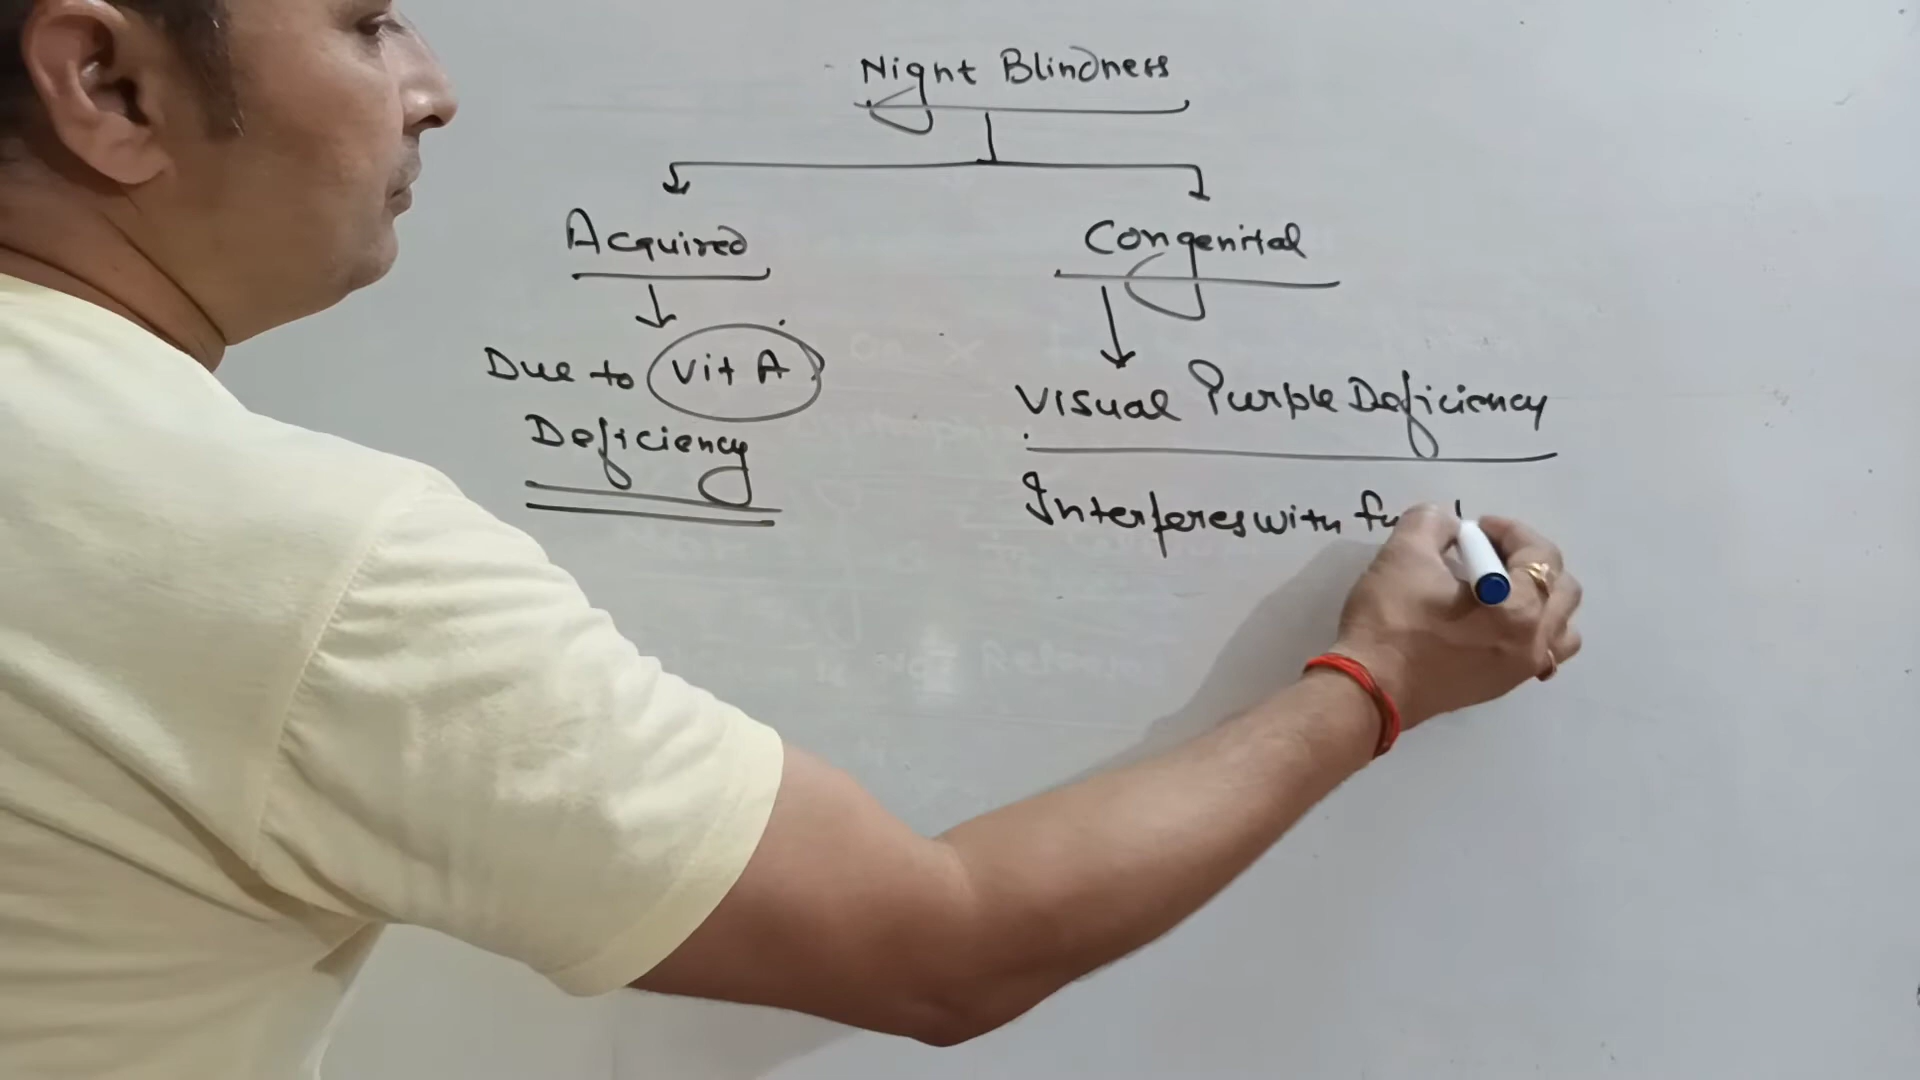 Night Blindness
Acquired
Congenital
Due to Vit A
Deficiency
Visual Purple Deficiency
Interferes with